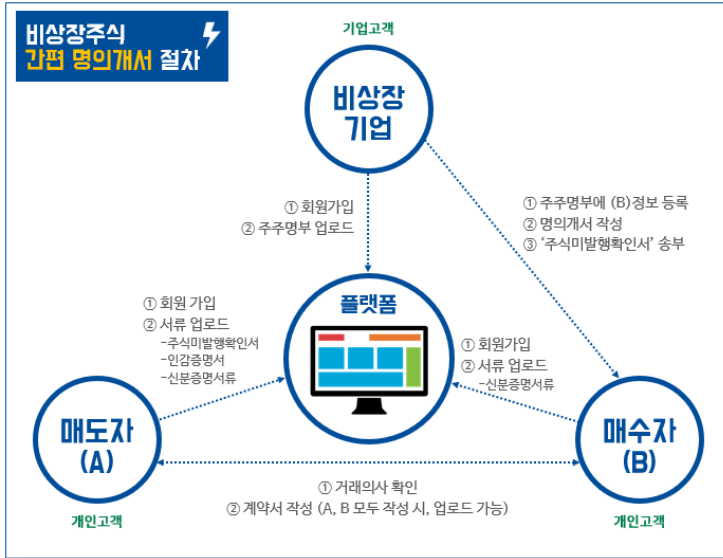 비상장주식
간편 명의개서 절차
기업고객
비상장
기업
① 회원가입
② 주주명부 업로드
① 주주명부에 (B)정보 등록
② 명의개서 작성
③ ‘주식미발행확인서’ 송부
플랫폼
① 회원 가입
② 서류 업로드
-주식미발행확인서
-인감증명서
-신분증명서류
① 회원가입
② 서류 업로드
-신분증명서류
매도자
(A)
개인고객
매수자
(B)
개인고객
① 거래의사 확인
② 계약서 작성 (A, B 모두 작성 시, 업로드 가능)